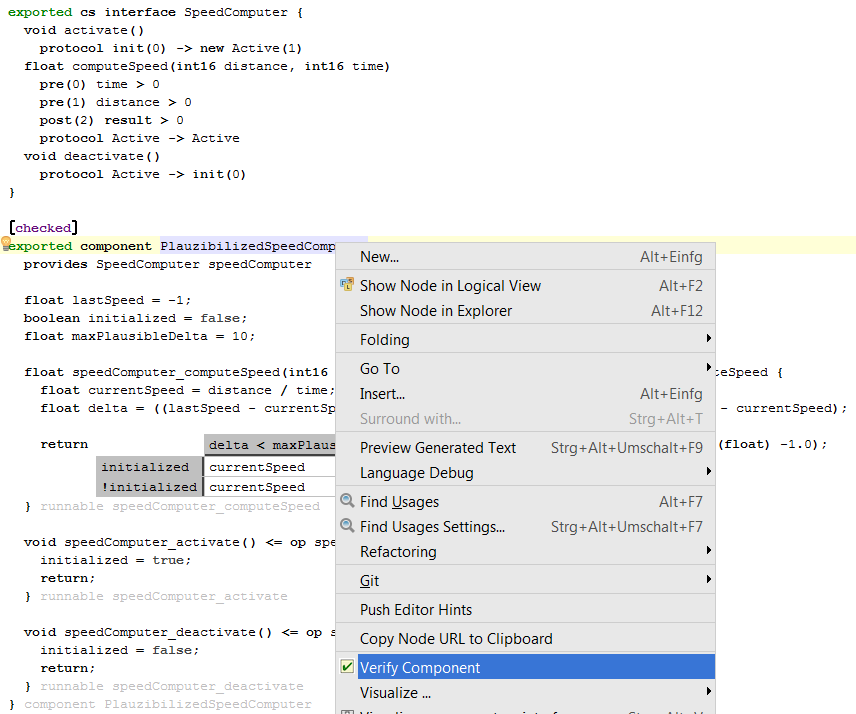 exported cs interface SpeedComputer {
void activate()
protocol init(0) -> new Active(1)
float computeSpeed(int16 distance, int16 time)
pre(0) time > 0
pre(1) distance > 0
post(2) result > 0
protocol Active -> Active
void deactivate()
protocol Active -> init(0)
}
[checked]
exported component PlauzibilizedSpeedComp
provides SpeedComputer speedComputer
float lastSpeed = -1;
boolean initialized = false;
float maxPlausibleDelta = 10;
float speedComputer_computeSpeed(int16 teSpeed {
float currentSpeed = distance / time;
float delta = ((lastSpeed - currentSp - currentSpeed);
return delta < maxPlaus (float) -1.0);
initialized currentSpeed
!initialized currentSpeed
} runnable speedComputer_computeSpeed
void speedComputer_activate() <= op spe
initialized = true;
return;
} runnable speedComputer_activate
void speedComputer_deactivate() <= op s
initialized = false;
return;
} runnable speedComputer_deactivate
} component PlauzibilizedSpeedComputer
New... Alt+Einfg
Show Node in Logical View Alt+F2
Show Node in Explorer Alt+F12
Folding
Go To
Insert... Alt+Einfg
Surround with... Strg+Alt+T
Preview Generated Text Strg+Alt+Umschalt+F9
Language Debug
Find Usages Alt+F7
Find Usages Settings... Strg+Alt+Umschalt+F7
Refactoring
Git
Push Editor Hints
Copy Node URL to Clipboard
Verify Component
Visualize ...